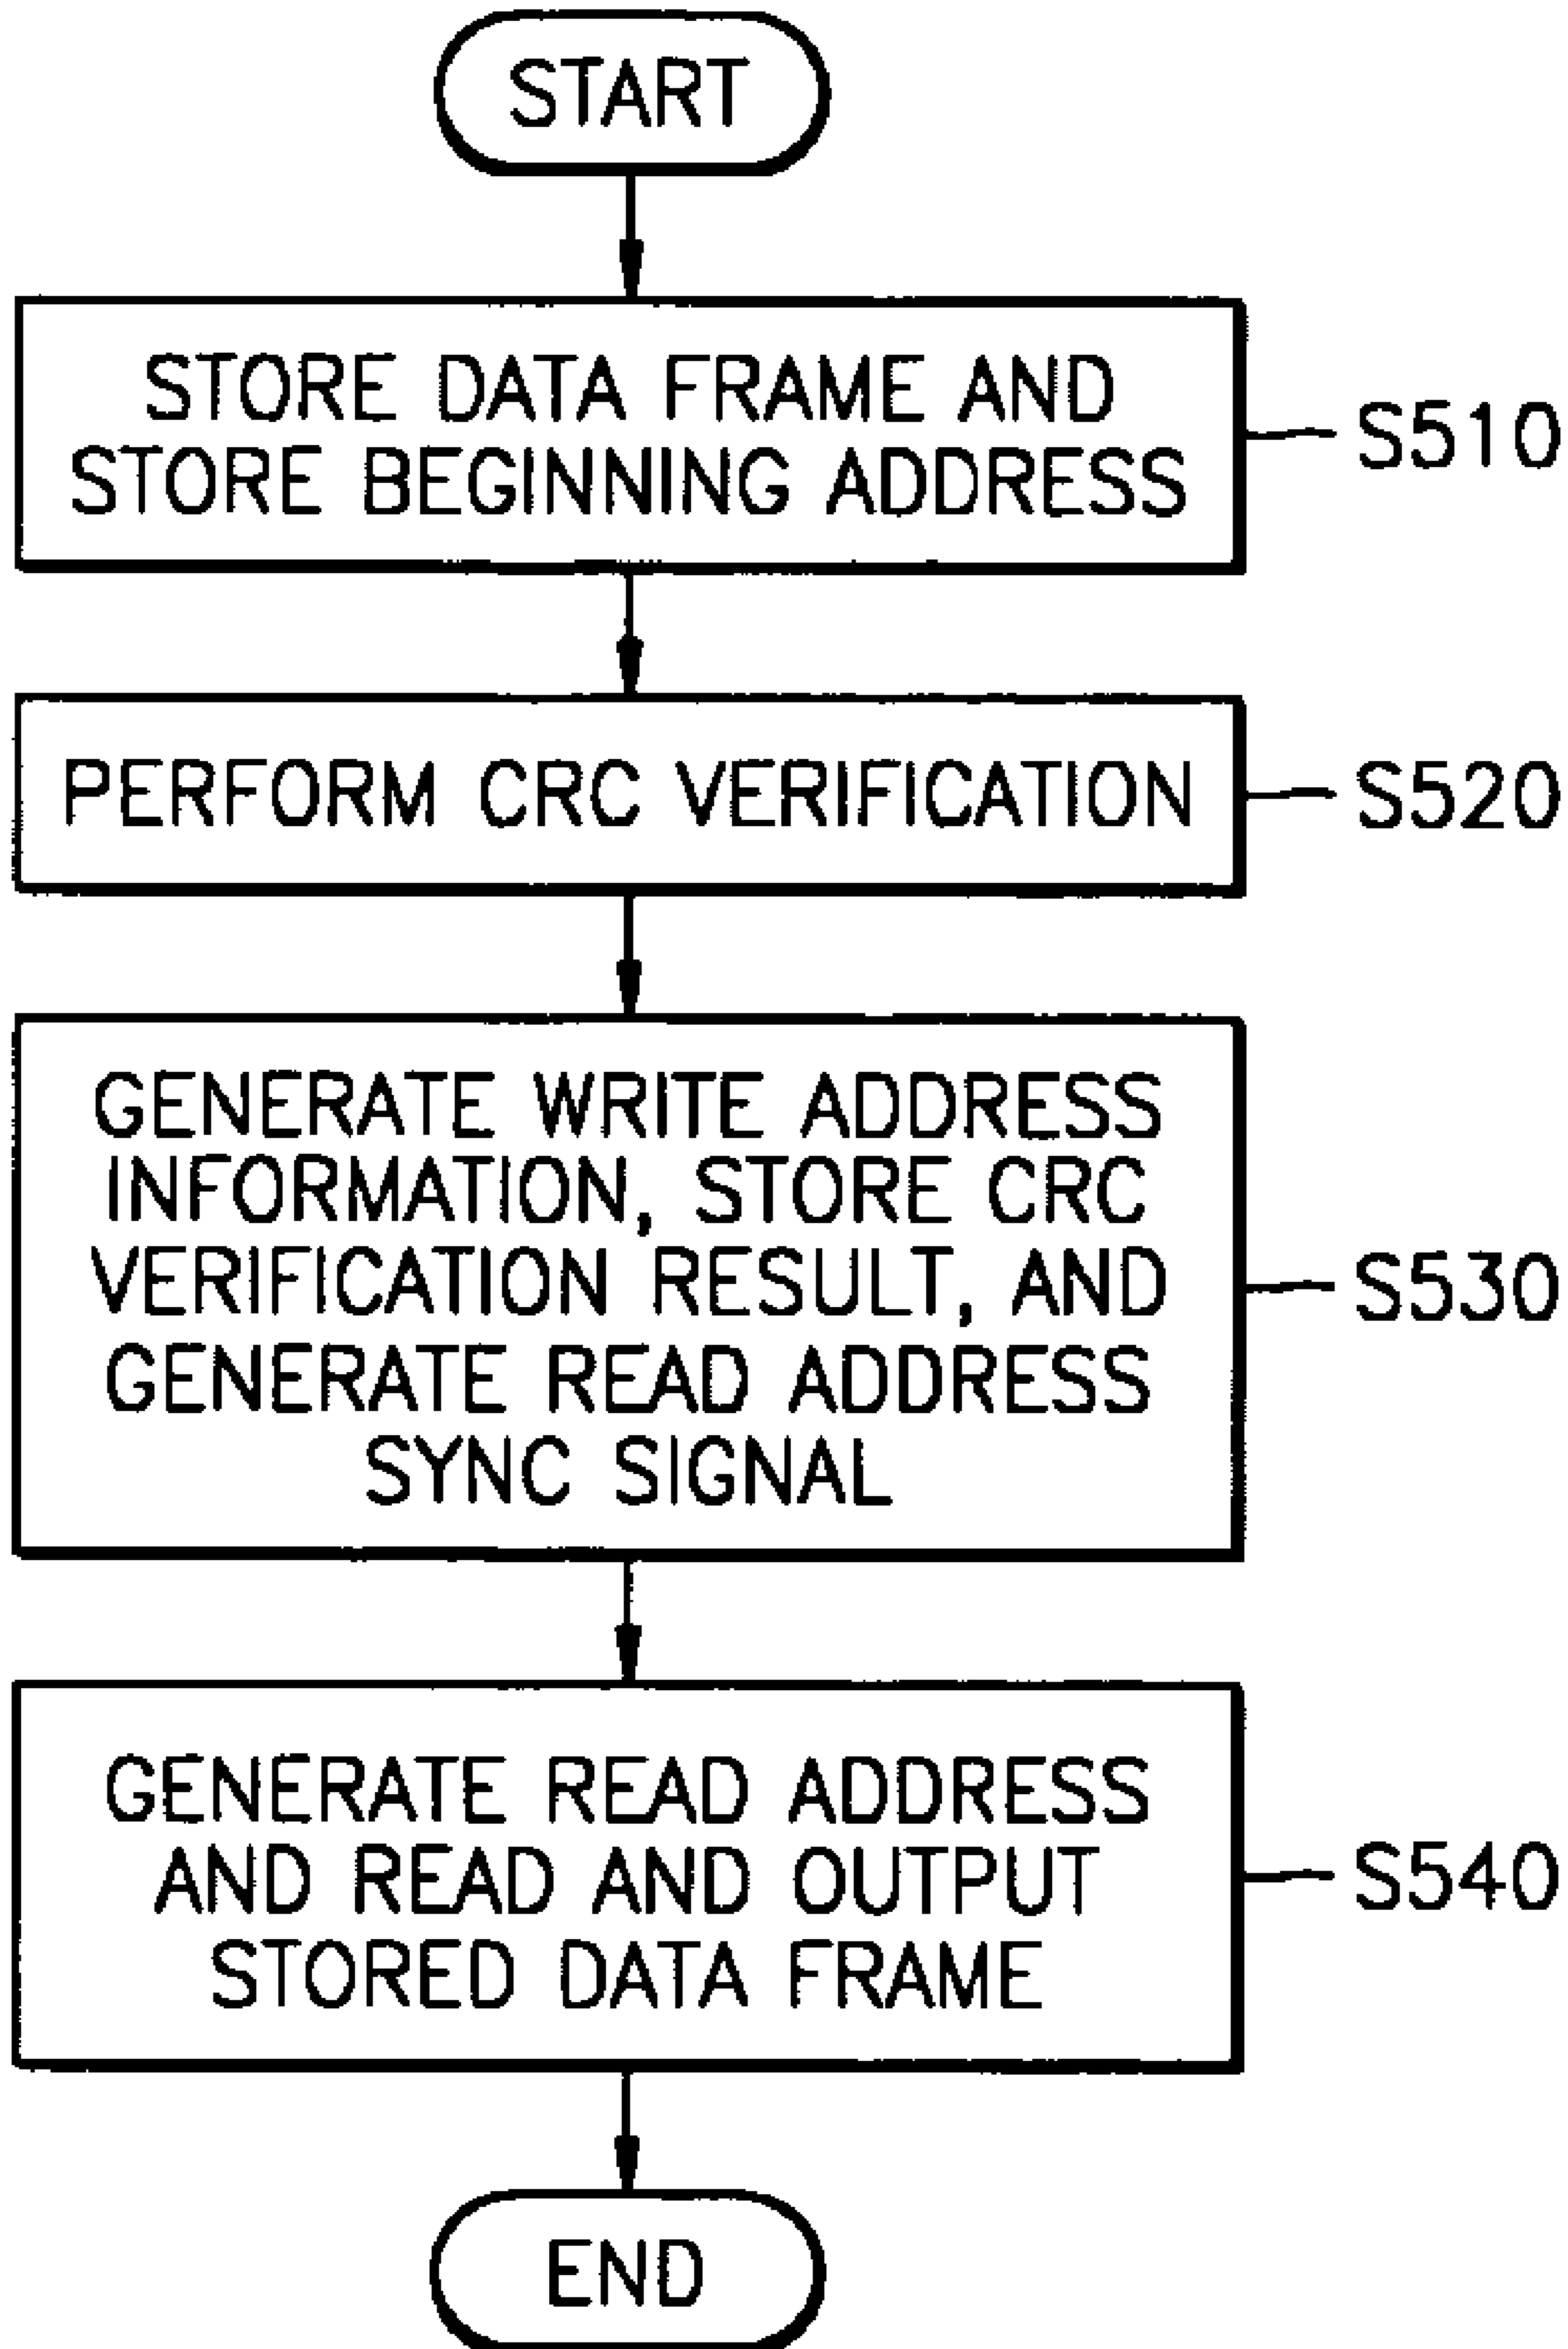 START
STORE DATA FRAME AND
STORE BEGINNING ADDRESS
S510
PERFORM CRC VERIFICATION
S520
GENERATE WRITE ADDRESS
INFORMATION, STORE CRC
VERIFICATION RESULT, AND
GENERATE READ ADDRESS
SYNC SIGNAL
S530
GENERATE READ ADDRESS
AND READ AND OUTPUT
STORED DATA FRAME
S540
END